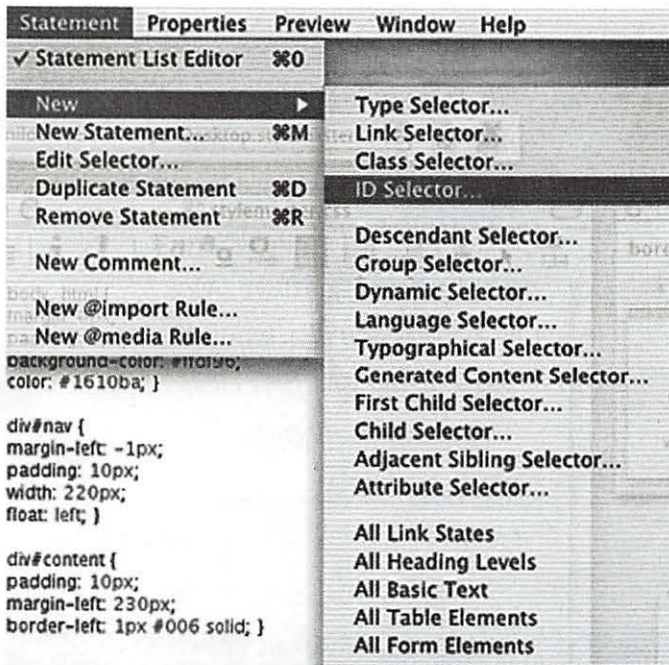 Statement Properties Preview Window Help
✓ Statement List Editor ⌘0
New ▶
New Statement... ⌘M
Edit Selector...
Duplicate Statement ⌘D
Remove Statement ⌘R
New Comment...
New @import Rule...
New @media Rule...
Type Selector...
Link Selector...
Class Selector...
ID Selector...
Descendant Selector...
Group Selector...
Dynamic Selector...
Language Selector...
Typographical Selector...
Generated Content Selector...
First Child Selector...
Child Selector...
Adjacent Sibling Selector...
Attribute Selector...
All Link States
All Heading Levels
All Basic Text
All Table Elements
All Form Elements
color: #1610ba; }
div#nav {
margin-left: -1px;
padding: 10px;
width: 220px;
float: left; }
div#content {
padding: 10px;
margin-left: 230px;
border-left: 1px #006 solid; }